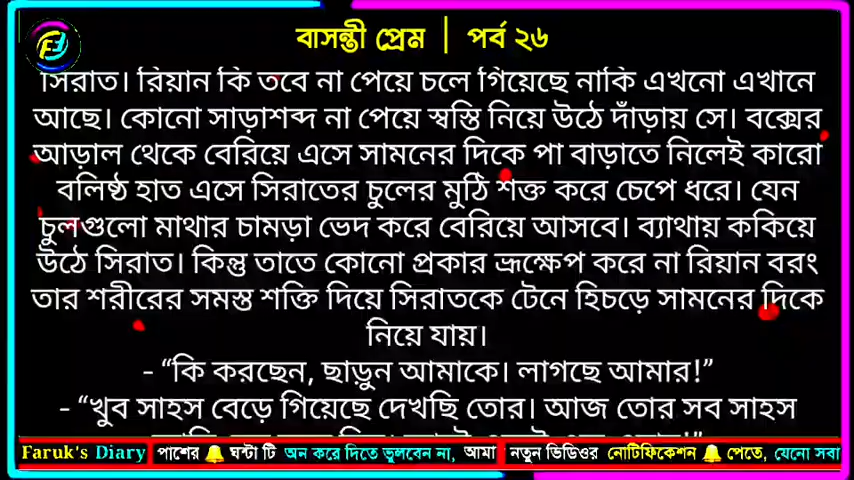 বাসন্তী প্রেম | পর্ব ২৬
সিরাত। রিয়ান কি তবে না পেয়ে চলে গিয়েছে নাকি এখনো এখানে
আছে। কোনো সাড়াশব্দ না পেয়ে স্বস্তি নিয়ে উঠে দাঁড়ায় সে। বক্সের
আড়াল থেকে বেরিয়ে এসে সামনের দিকে পা বাড়াতে নিলেই কারো
বলিষ্ঠ হাত এসে সিরাতের চুলের মুঠি শক্ত করে চেপে ধরে। যেন
চুলগুলো মাথার চামড়া ভেদ করে বেরিয়ে আসবে। ব্যাথায় ককিয়ে
উঠে সিরাত। কিন্তু তাতে কোনো প্রকার ভ্রূক্ষেপ করে না রিয়ান বরং
তার শরীরের সমস্ত শক্তি দিয়ে সিরাতকে টেনে হিচড়ে সামনের দিকে
নিয়ে যায়।
- “কি করছেন, ছাড়ুন আমাকে। লাগছে আমার!”
- “খুব সাহস বেড়ে গিয়েছে দেখছি তোর। আজ তোর সব সাহস
Faruk's Diary পাশের 🔔 ঘন্টা টি অন করে দিতে ভুলবেন না, আমা নতুন ভিডিওর নোটিফিকেশন 🔔 পেতে, যেনো সবা